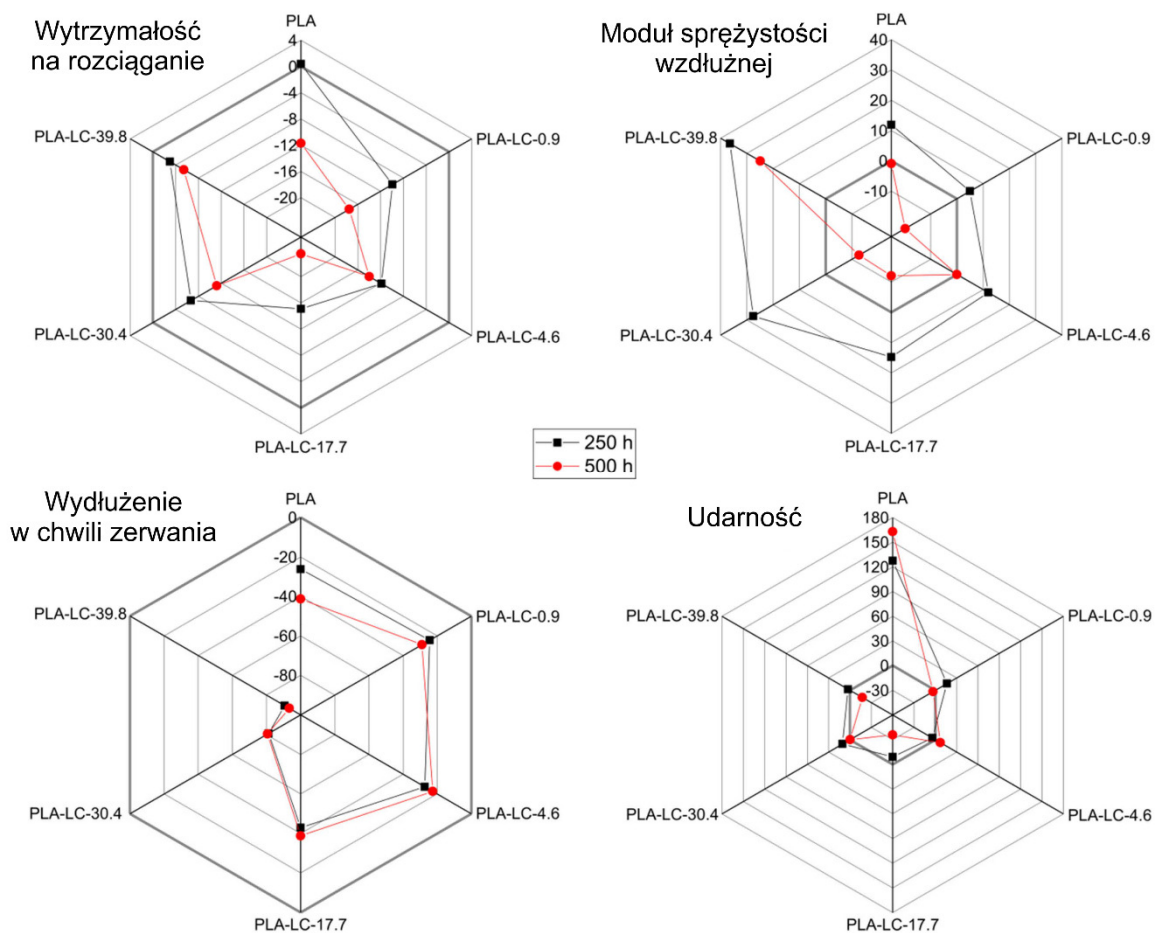 Wytrzymałość
na rozciąganie
PLA
4
0
-4
-8
-12
-16
-20
PLA-LC-39.8
PLA-LC-0.9
PLA-LC-30.4
PLA-LC-4.6
PLA-LC-17.7
Moduł sprężystości
wzdłużnej
PLA
40
30
20
10
0
-10
PLA-LC-39.8
PLA-LC-0.9
PLA-LC-30.4
PLA-LC-4.6
PLA-LC-17.7
250 h
500 h
Wydłużenie
w chwili zerwania
PLA
0
-20
-40
-60
-80
PLA-LC-39.8
PLA-LC-0.9
PLA-LC-30.4
PLA-LC-4.6
PLA-LC-17.7
Udarność
PLA
180
150
120
90
60
30
0
-30
PLA-LC-39.8
PLA-LC-0.9
PLA-LC-30.4
PLA-LC-4.6
PLA-LC-17.7